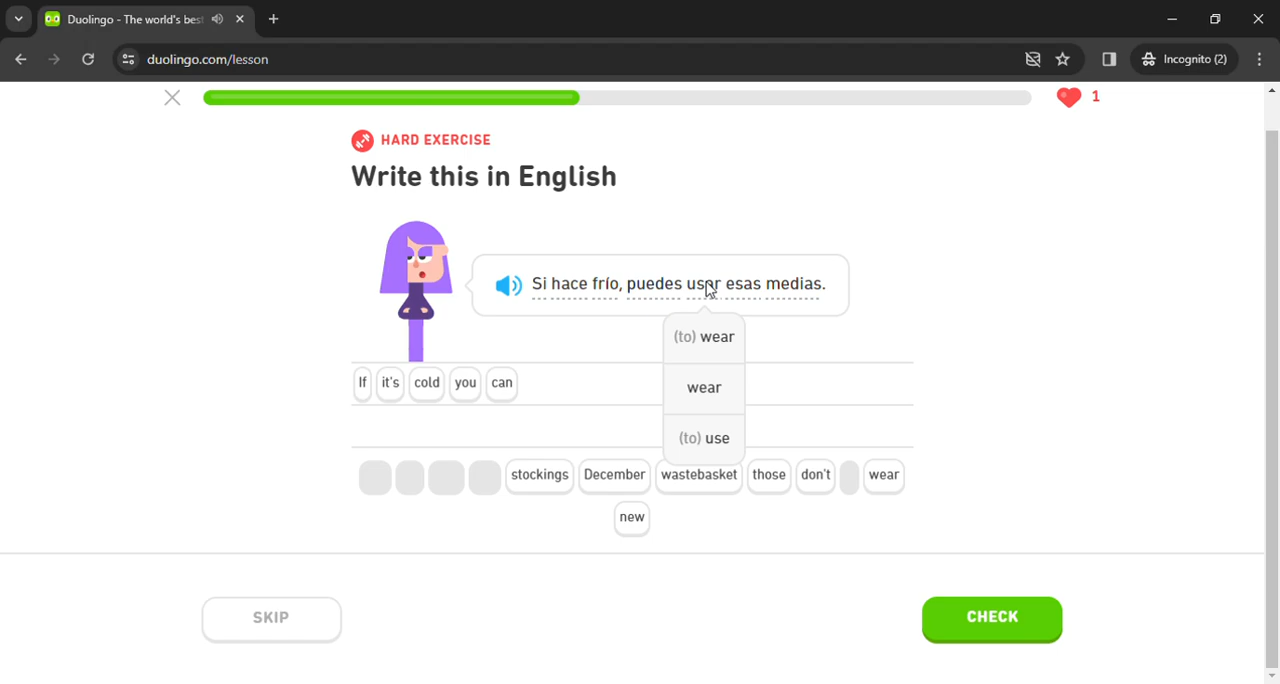 Duolingo - The world's bes
duolingo.com/lesson
Incognito (2)
1
HARD EXERCISE
Write this in English
Si hace frío, puedes usar esas medias.
(to) wear
wear
(to) use
If it's cold you can
stockings December wastebasket those don't wear
new
SKIP
CHECK